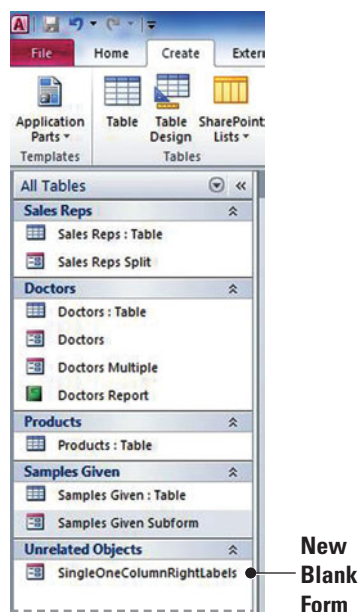 A
File Home Create Extern
Application Parts Table Table Design SharePoint Lists
Templates Tables
All Tables
Sales Reps
Sales Reps : Table
Sales Reps Split
Doctors
Doctors : Table
Doctors
Doctors Multiple
Doctors Report
Products
Products : Table
Samples Given
Samples Given : Table
Samples Given Subform
Unrelated Objects
SingleOneColumnRightLabels
New
Blank
Form